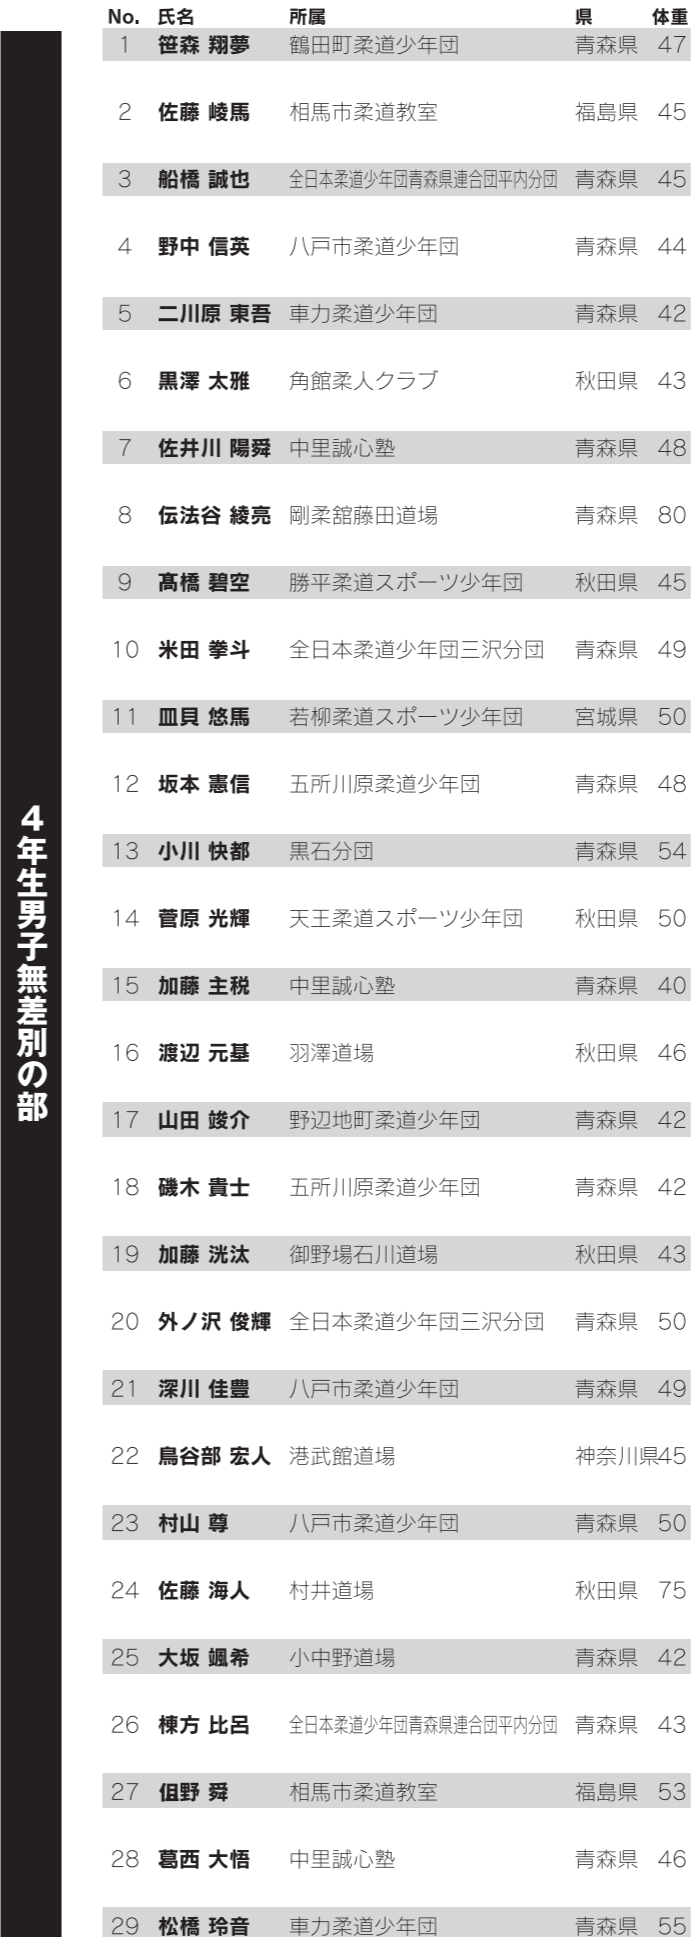 No. 氏名 所属 県 体重
1 笹森 翔夢 鶴田町柔道少年団 青森県 47
2 佐藤 崚馬 相馬市柔道教室 福島県 45
3 船橋 誠也 全日本柔道少年団青森県連合団平内分団 青森県 45
4 野中 信英 八戸市柔道少年団 青森県 44
5 二川原 東吾 車力柔道少年団 青森県 42
6 黒澤 太雅 角館柔人クラブ 秋田県 43
7 佐井川 陽舜 中里誠心塾 青森県 48
8 伝法谷 綾亮 剛柔舘藤田道場 青森県 80
9 髙橋 碧空 勝平柔道スポーツ少年団 秋田県 45
10 米田 拳斗 全日本柔道少年団三沢分団 青森県 49
11 皿貝 悠馬 若柳柔道スポーツ少年団 宮城県 50
12 坂本 憲信 五所川原柔道少年団 青森県 48
13 小川 快都 黒石分団 青森県 54
14 菅原 光輝 天王柔道スポーツ少年団 秋田県 50
15 加藤 主税 中里誠心塾 青森県 40
16 渡辺 元基 羽澤道場 秋田県 46
17 山田 竣介 野辺地町柔道少年団 青森県 42
18 磯木 貴士 五所川原柔道少年団 青森県 42
19 加藤 洸汰 御野場石川道場 秋田県 43
20 外ノ沢 俊輝 全日本柔道少年団三沢分団 青森県 50
21 深川 佳豊 八戸市柔道少年団 青森県 49
22 鳥谷部 宏人 港武館道場 神奈川県 45
23 村山 尊 八戸市柔道少年団 青森県 50
24 佐藤 海人 村井道場 秋田県 75
25 大坂 颯希 小中野道場 青森県 42
26 棟方 比呂 全日本柔道少年団青森県連合団平内分団 青森県 43
27 伹野 舜 相馬市柔道教室 福島県 53
28 葛西 大悟 中里誠心塾 青森県 46
29 松橋 玲音 車力柔道少年団 青森県 55
4年生男子無差別の部